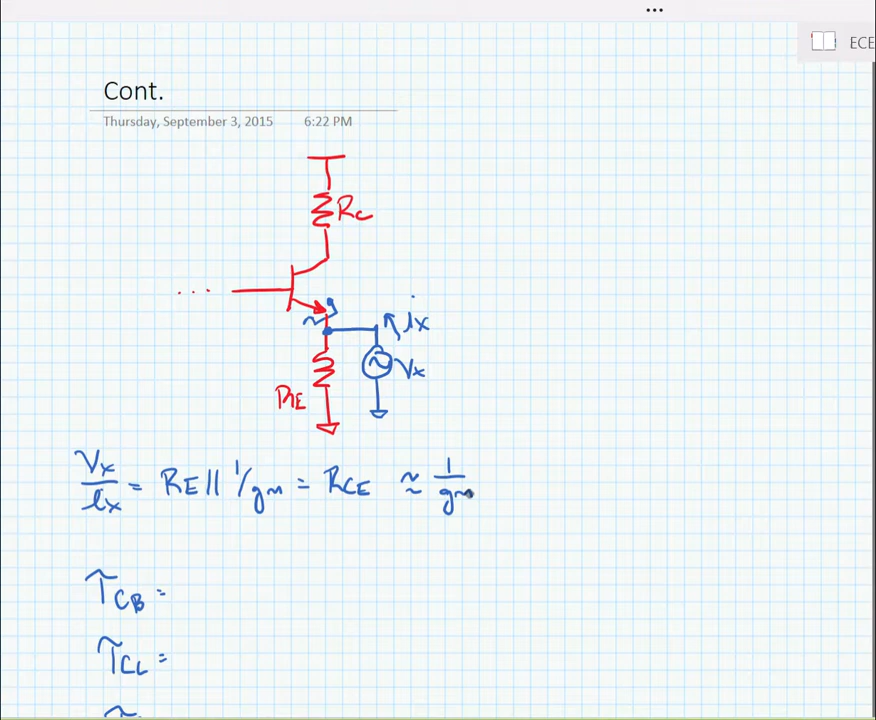 ECE
Cont.
Thursday, September 3, 2015 6:22 PM
RC
...
ix
Vx
RE
Vx/ix = RE || 1/gm = RCE ≈ 1/gm
τCB =
τCL =